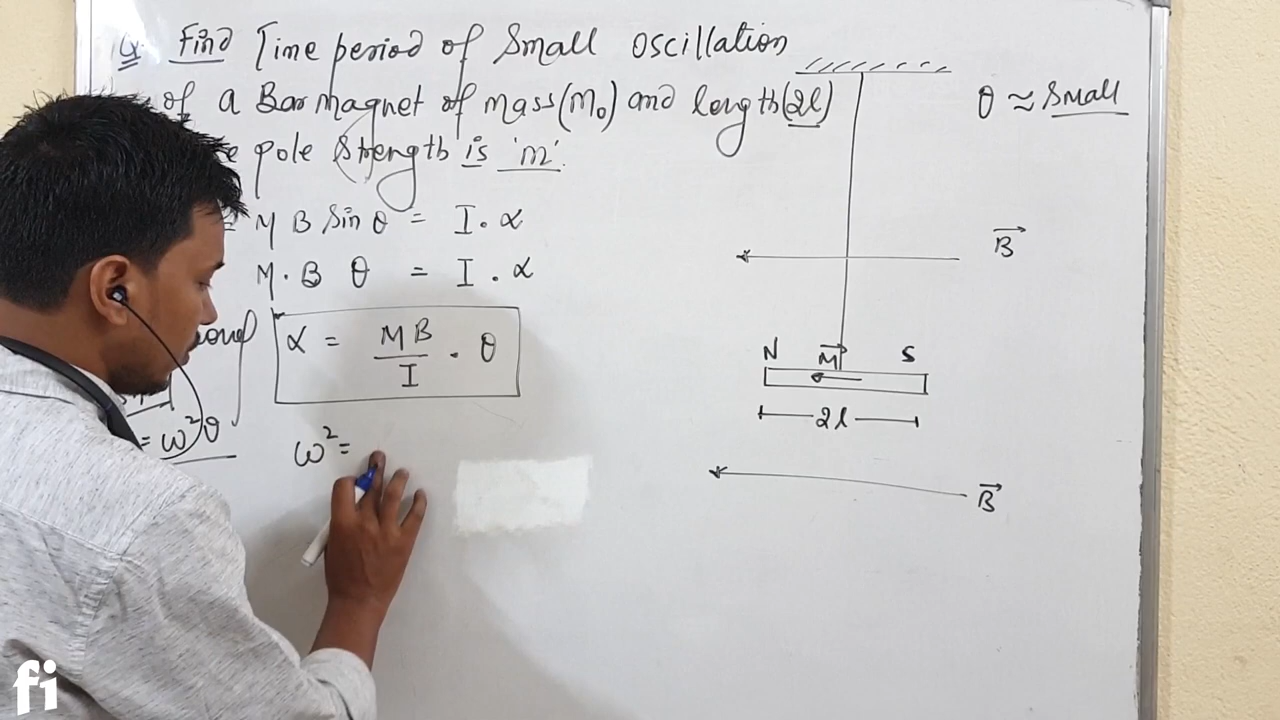 Q. Find Time period of Small Oscillation
of a Bar magnet of mass (m₀) and length (2l)
pole strength is 'm'.
= M B Sin θ = I . α
M . B θ = I . α
α = MB/I . θ
= ω²θ
ω² =
θ ≈ Small
B⃗
N M⃗ S
2l
B⃗
fi